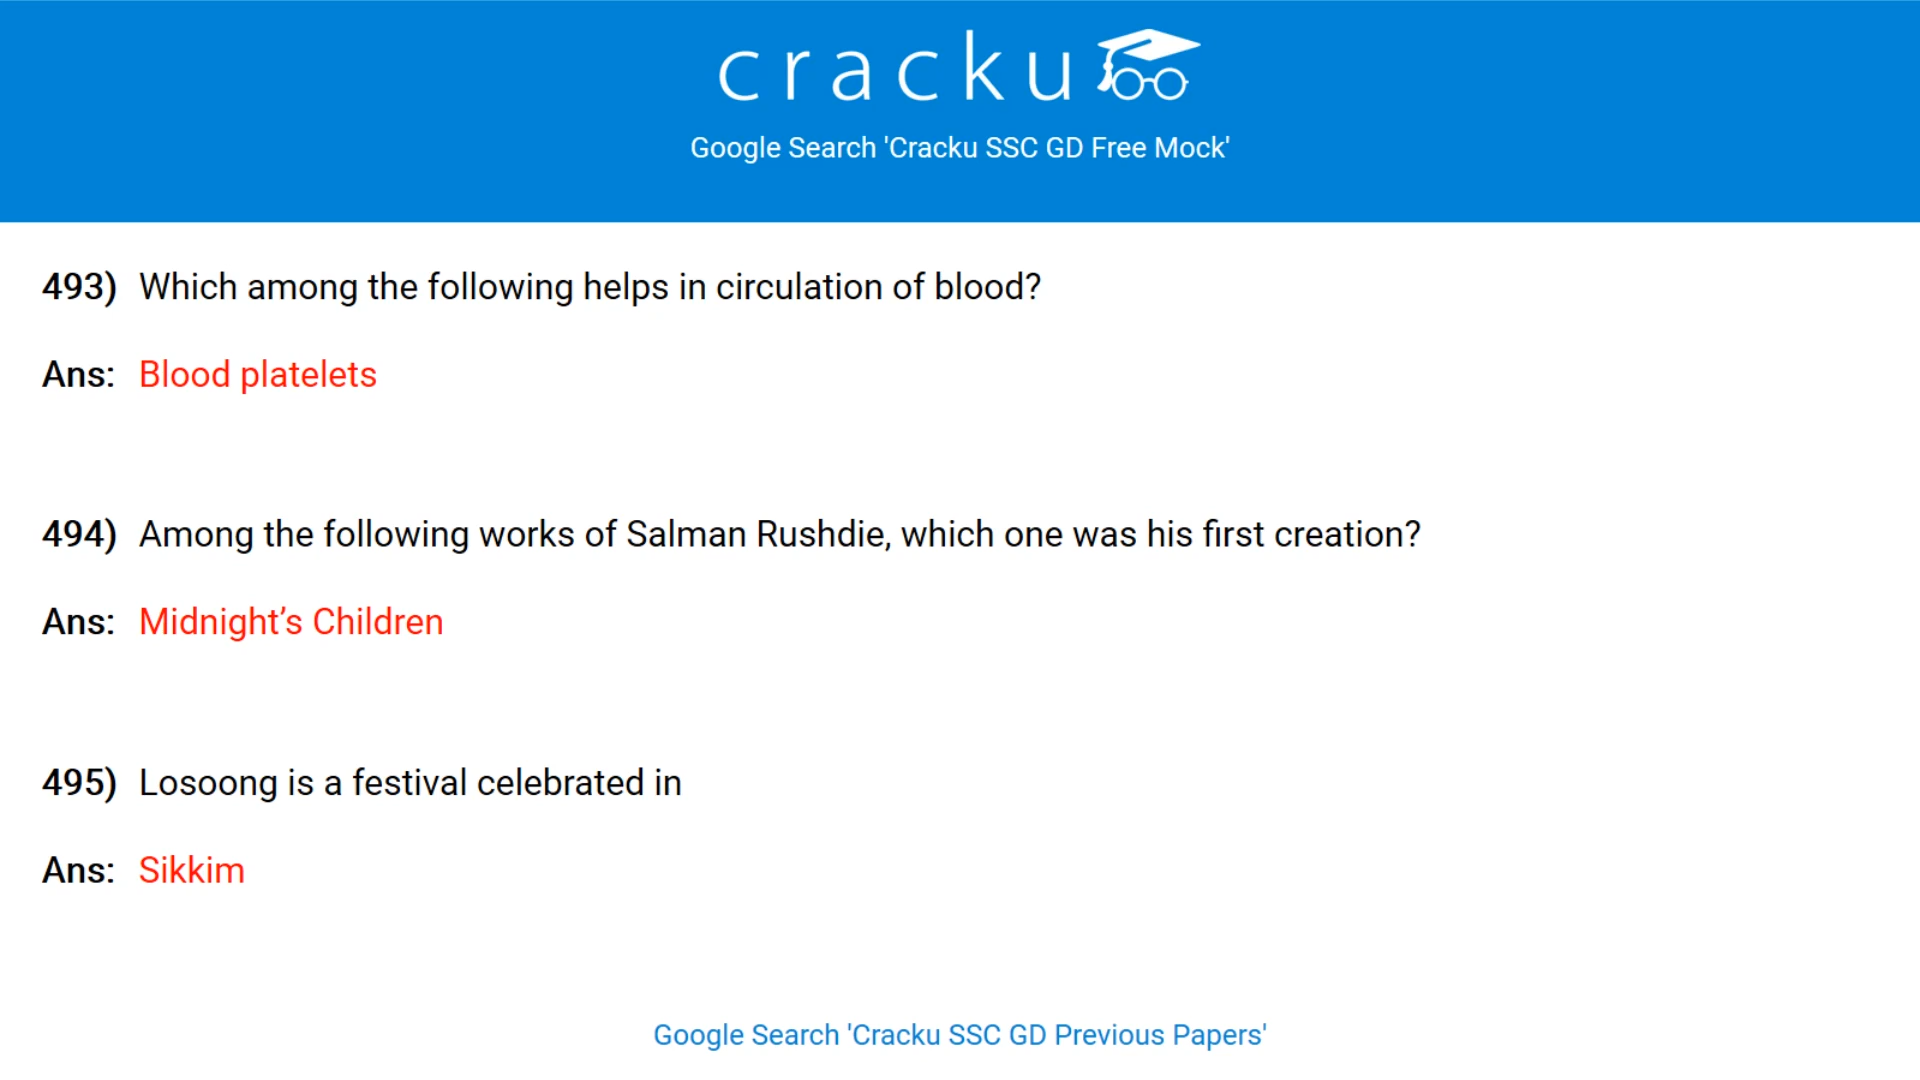 cracku
Google Search 'Cracku SSC GD Free Mock'
493) Which among the following helps in circulation of blood?
Ans: Blood platelets
494) Among the following works of Salman Rushdie, which one was his first creation?
Ans: Midnight’s Children
495) Losoong is a festival celebrated in
Ans: Sikkim
Google Search 'Cracku SSC GD Previous Papers'